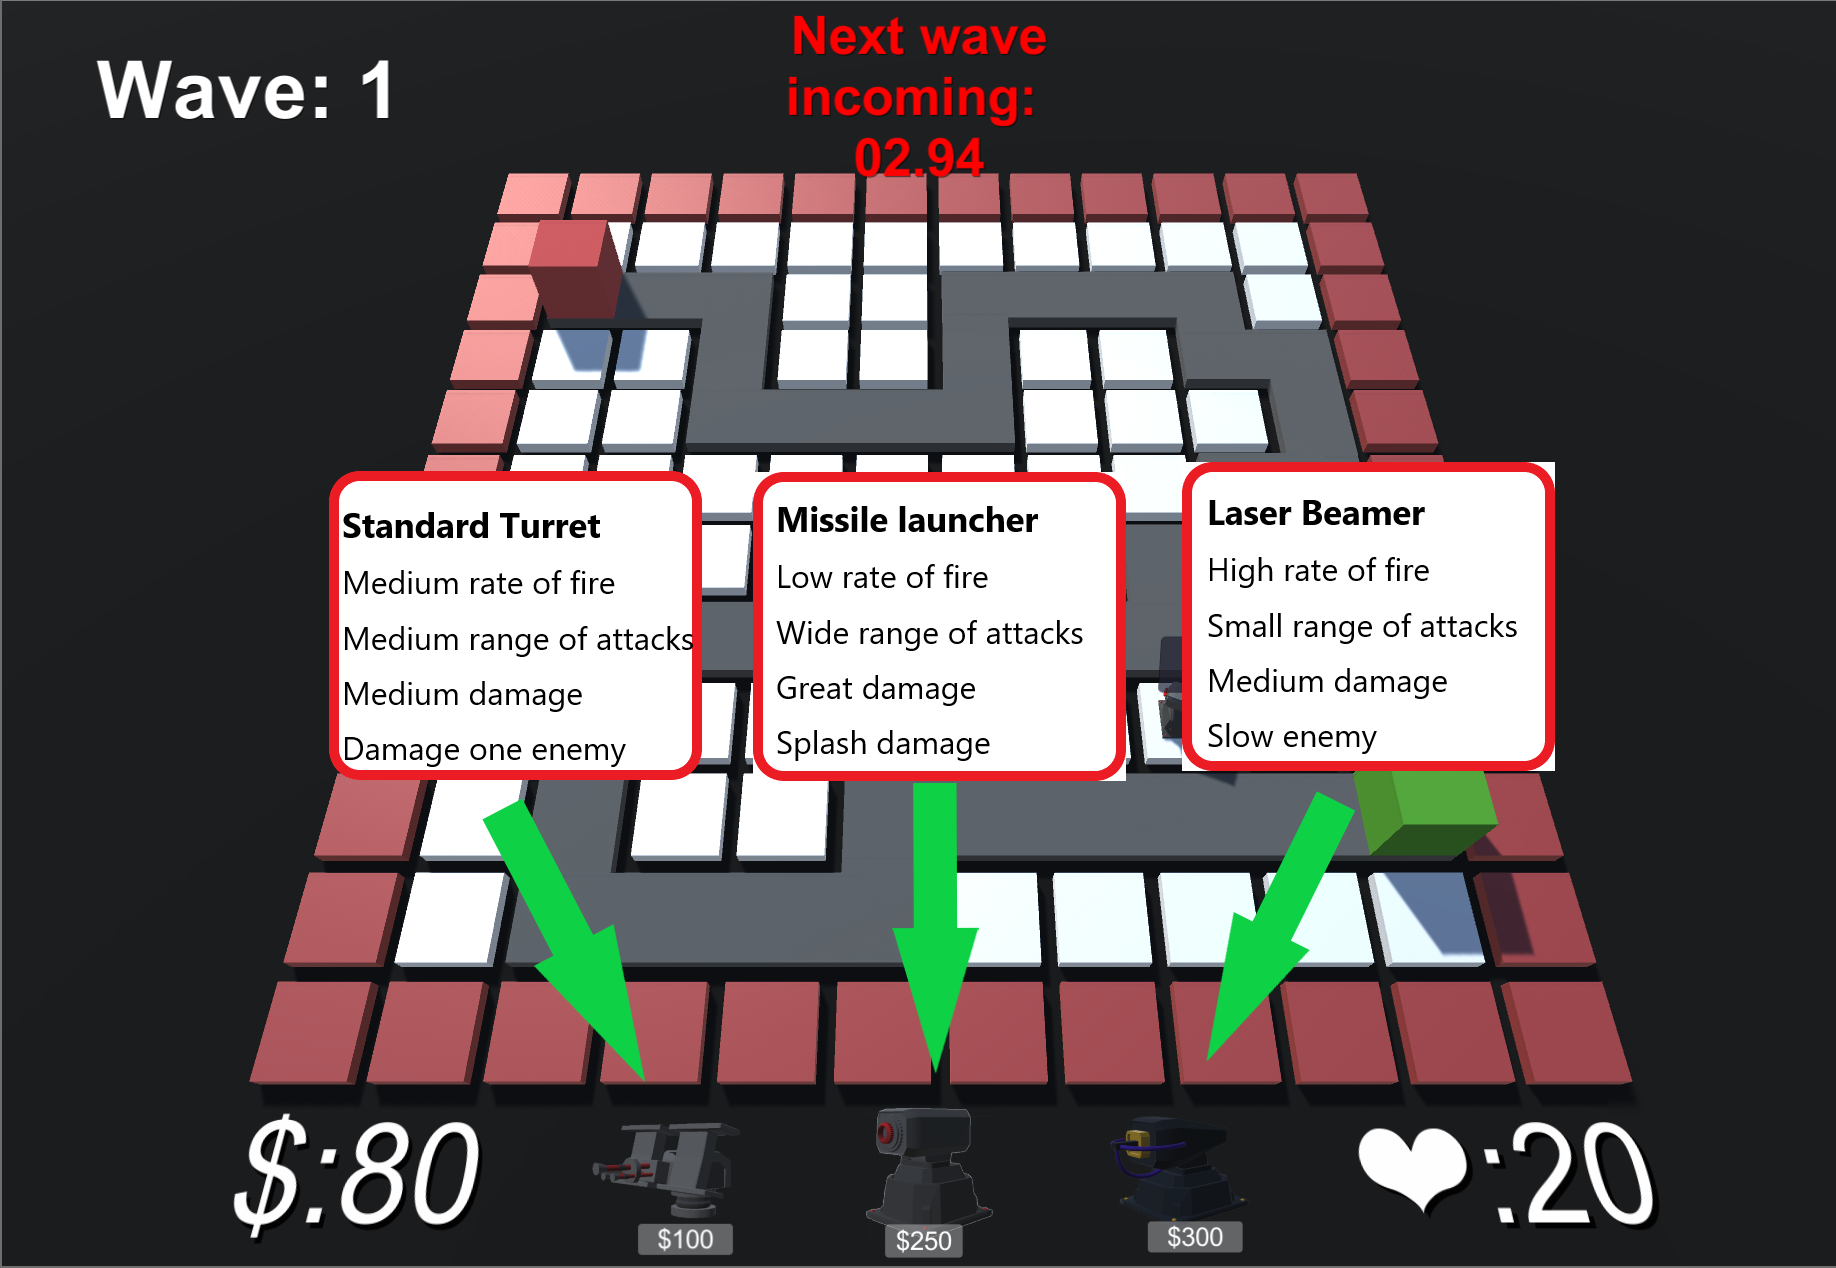 Wave: 1
Next wave
incoming:
02.94
Standard Turret
Medium rate of fire
Medium range of attacks
Medium damage
Damage one enemy
Missile launcher
Low rate of fire
Wide range of attacks
Great damage
Splash damage
Laser Beamer
High rate of fire
Small range of attacks
Medium damage
Slow enemy
$:80
$100
$250
$300
❤:20